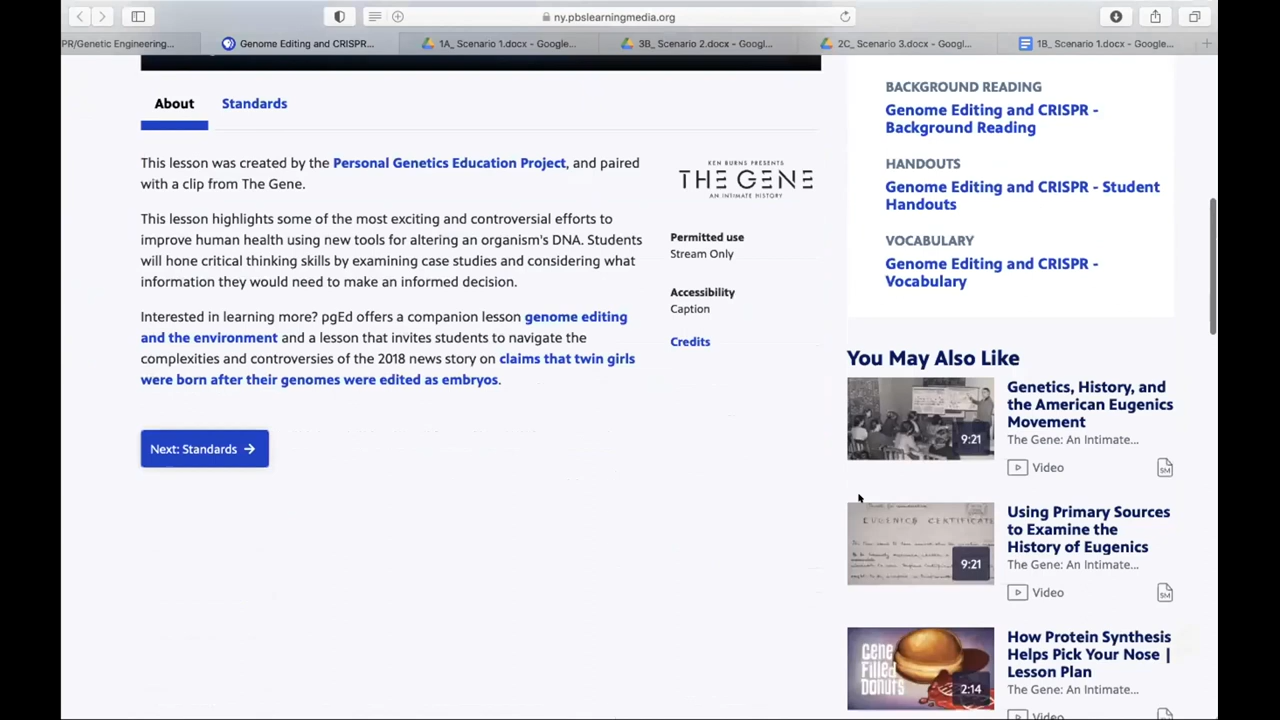 ny.pbslearningmedia.org
PR/Genetic Engineering...
Genome Editing and CRISPR...
1A_ Scenario 1.docx - Google...
3B_ Scenario 2.docx - Goog...
2C_ Scenario 3.docx - Googl...
1B_ Scenario 1.docx - Google...
About
Standards
This lesson was created by the Personal Genetics Education Project, and paired
with a clip from The Gene.
This lesson highlights some of the most exciting and controversial efforts to
improve human health using new tools for altering an organism's DNA. Students
will hone critical thinking skills by examining case studies and considering what
information they would need to make an informed decision.
Interested in learning more? pgEd offers a companion lesson genome editing
and the environment and a lesson that invites students to navigate the
complexities and controversies of the 2018 news story on claims that twin girls
were born after their genomes were edited as embryos.
Next: Standards
KEN BURNS PRESENTS
THE GENE
AN INTIMATE HISTORY
Permitted use
Stream Only
Accessibility
Caption
Credits
BACKGROUND READING
Genome Editing and CRISPR -
Background Reading
HANDOUTS
Genome Editing and CRISPR - Student
Handouts
VOCABULARY
Genome Editing and CRISPR -
Vocabulary
You May Also Like
9:21
Genetics, History, and
the American Eugenics
Movement
The Gene: An Intimate...
Video
SM
EUGENICS CERTIFICATE
9:21
Using Primary Sources
to Examine the
History of Eugenics
The Gene: An Intimate...
Video
SM
GENE
FILLED
DONUTS
2:14
How Protein Synthesis
Helps Pick Your Nose |
Lesson Plan
The Gene: An Intimate...
Video